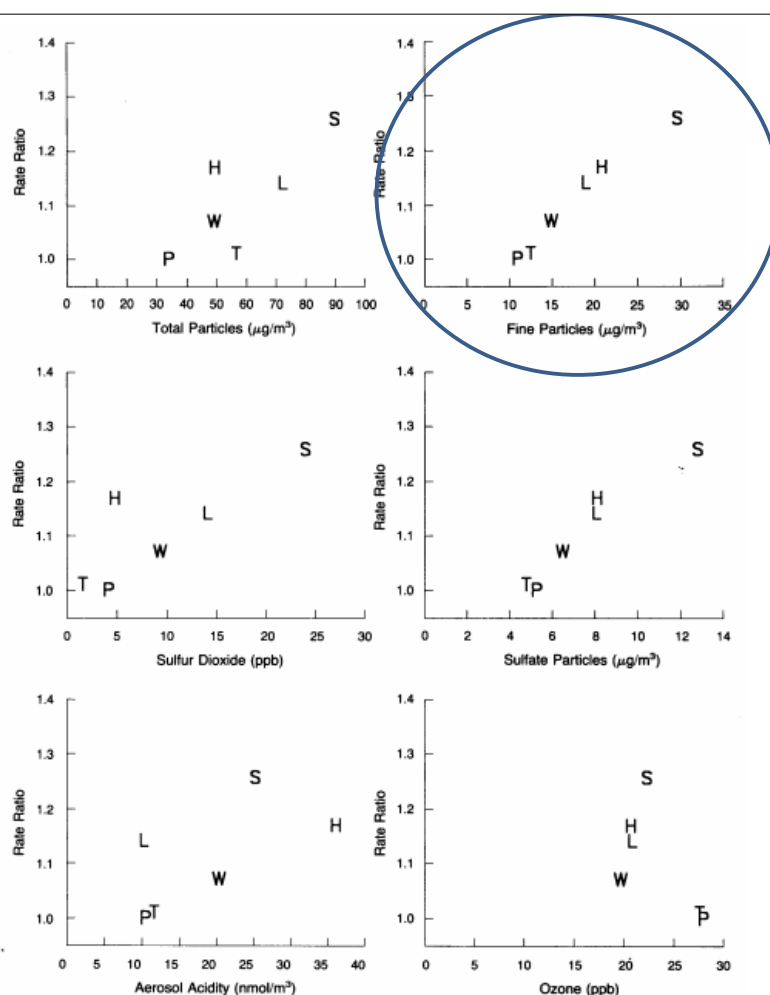 1.4
1.3
1.2
1.1
1.0
Rate Ratio
S
H
L
W
T
P
0 10 20 30 40 50 60 70 80 90 100
Total Particles (μg/m³)
1.4
1.3
1.2
1.1
1.0
Rate Ratio
S
H
L
W
T
P
0 10 15 20 25 30 35
Fine Particles (μg/m³)
1.4
1.3
1.2
1.1
1.0
Rate Ratio
S
H
L
W
T
P
0 5 10 15 20 25 30
Sulfur Dioxide (ppb)
1.4
1.3
1.2
1.1
1.0
Rate Ratio
S
H
L
W
T
P
0 2 4 6 8 10 12 14
Sulfate Particles (μg/m³)
1.4
1.3
1.2
1.1
1.0
Rate Ratio
S
H
L
W
T
P
0 5 10 15 20 25 30 35 40
Aerosol Acidity (nmol/m³)
1.4
1.3
1.2
1.1
1.0
Rate Ratio
S
H
L
W
T
P
0 5 10 15 20 25 30
Ozone (ppb)